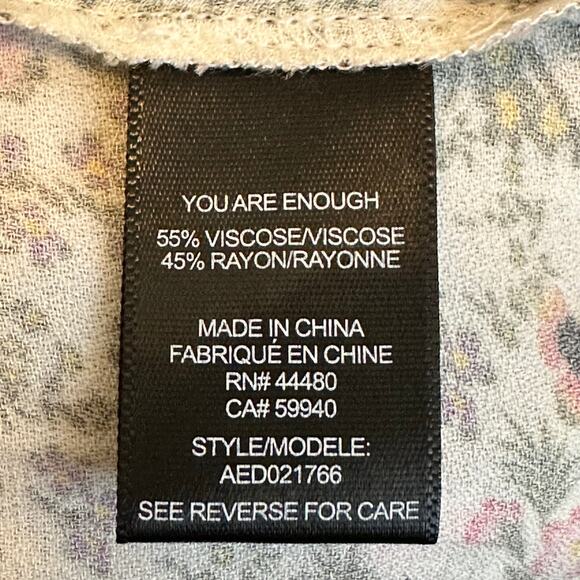 YOU ARE ENOUGH
55% VISCOSE/VISCOSE
45% RAYON/RAYONNE
MADE IN CHINA
FABRIQUÉ EN CHINE
RN# 44480
CA# 59940
STYLE/MODELE:
AED021766
SEE REVERSE FOR CARE